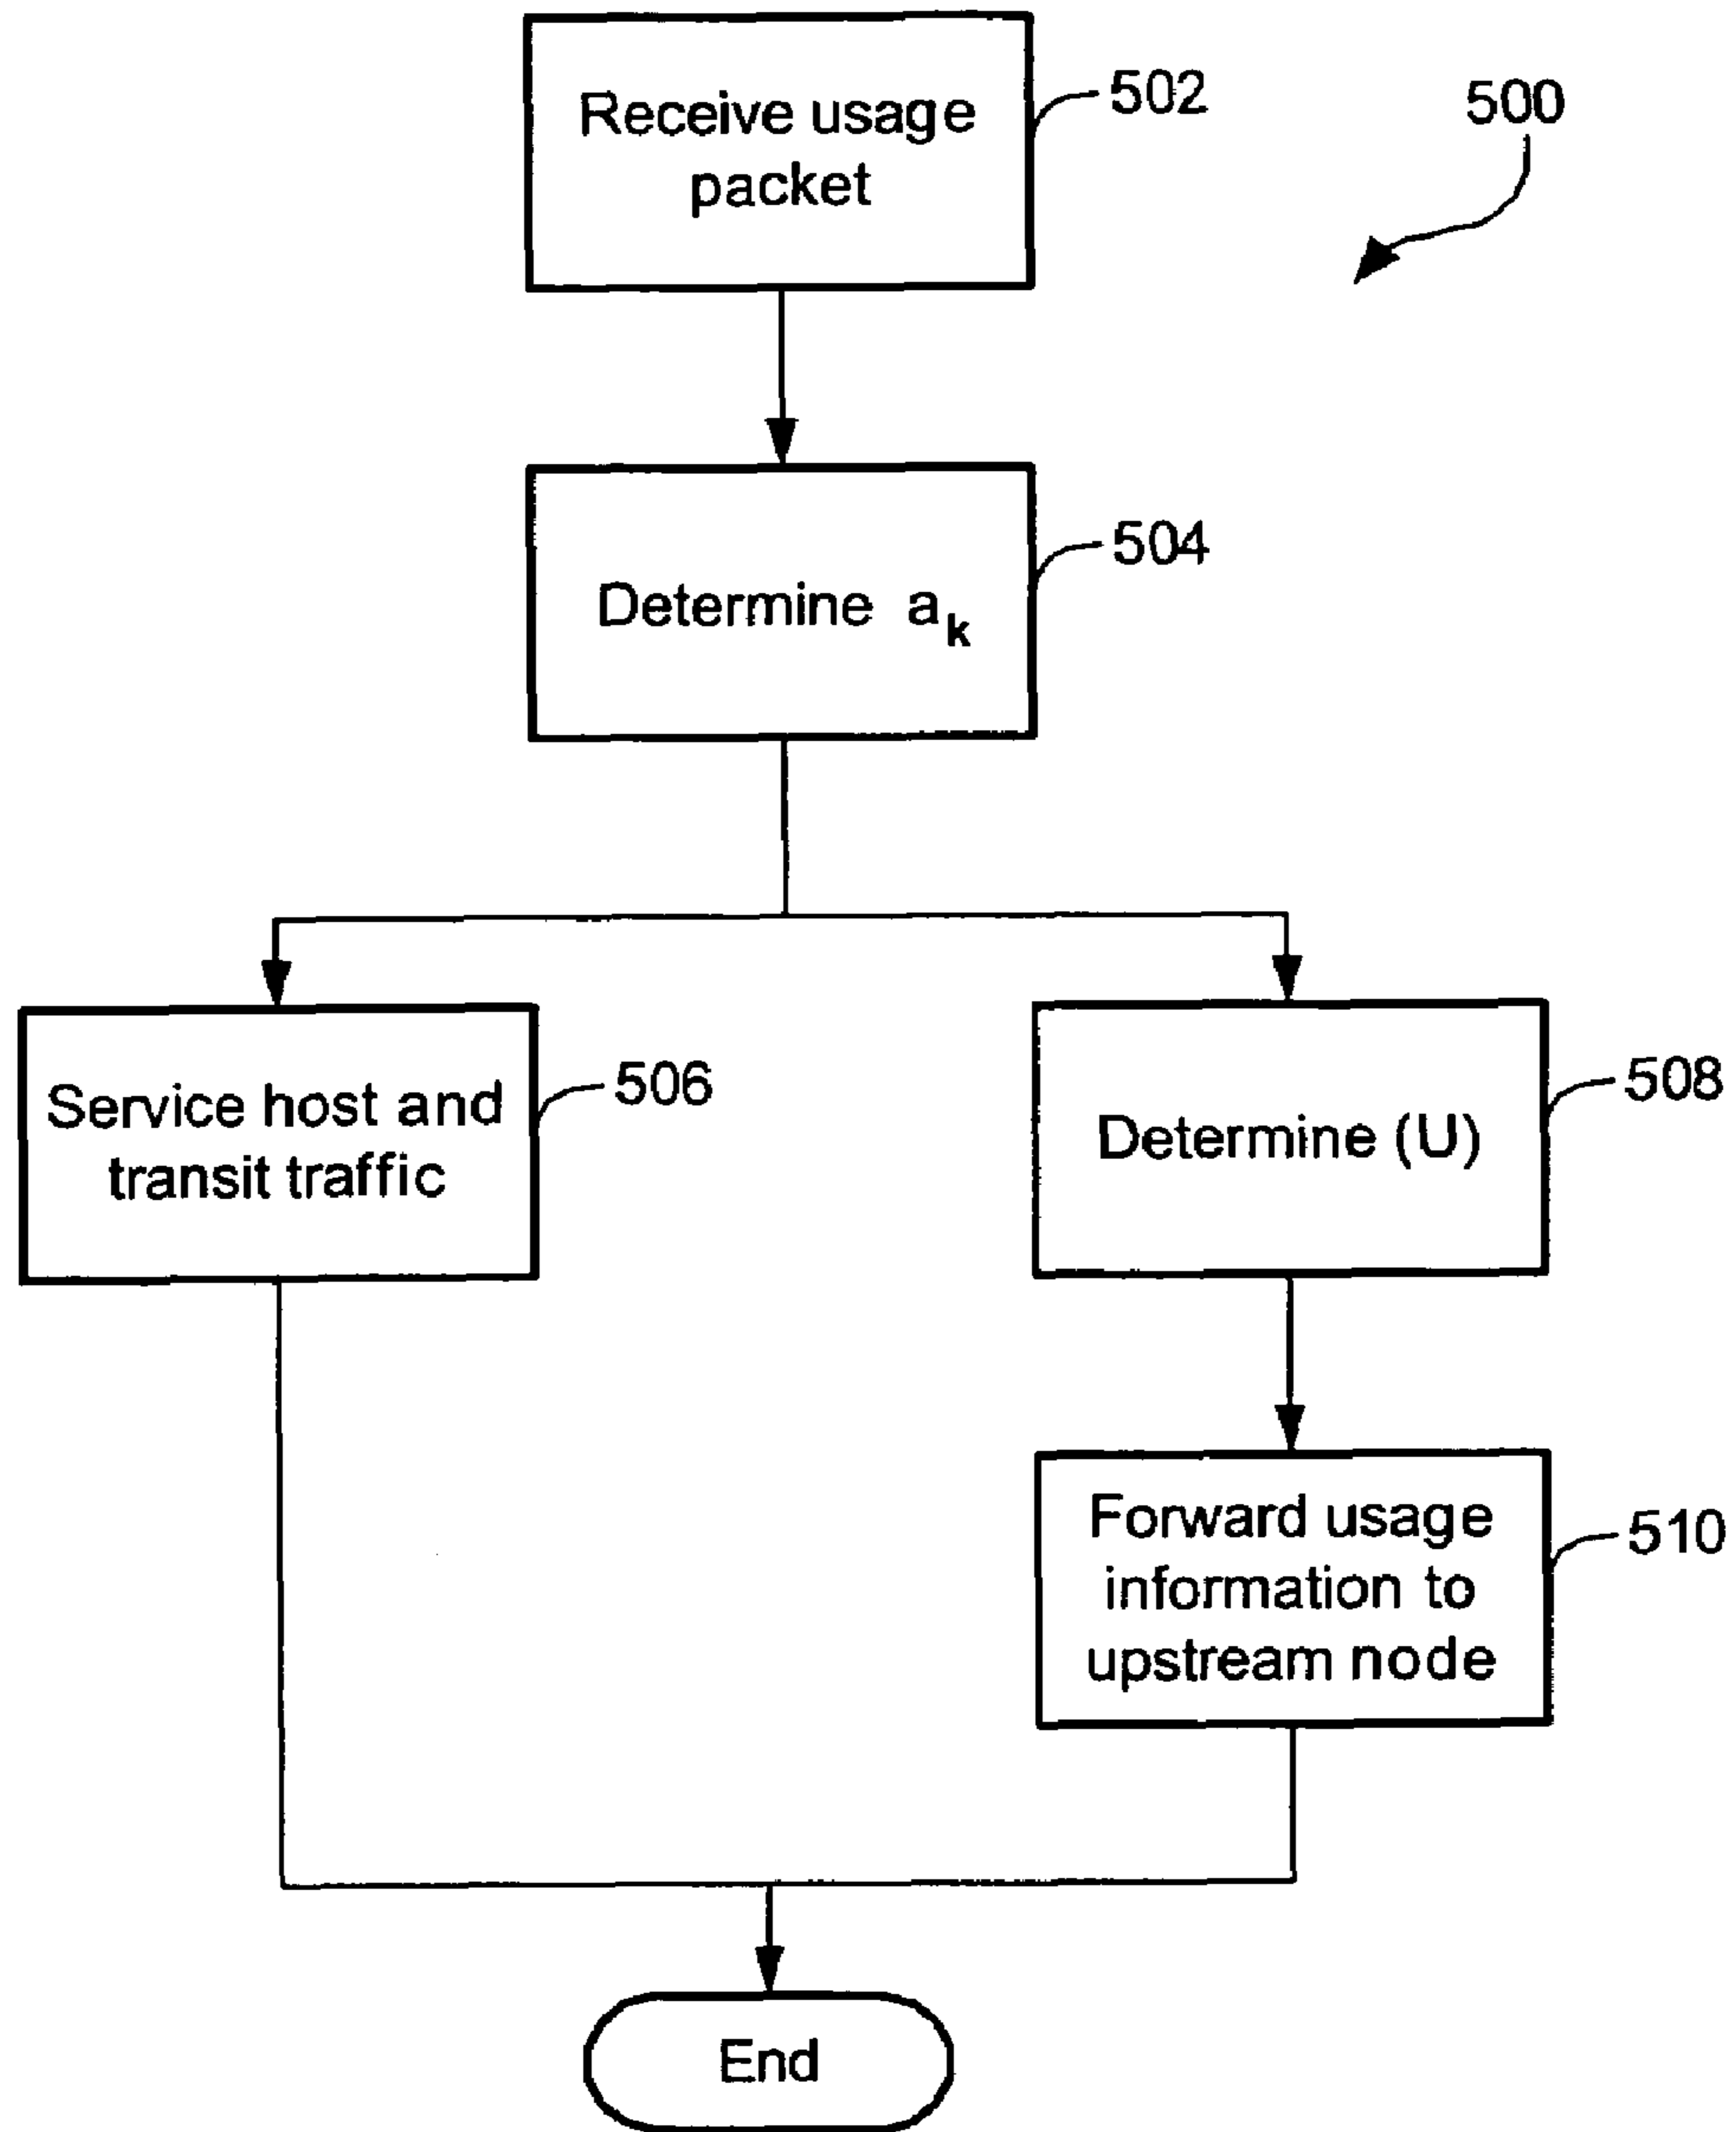 Receive usage
packet
502
500
Determine a_k
504
Service host and
transit traffic
506
Determine (U)
508
Forward usage
information to
upstream node
510
End